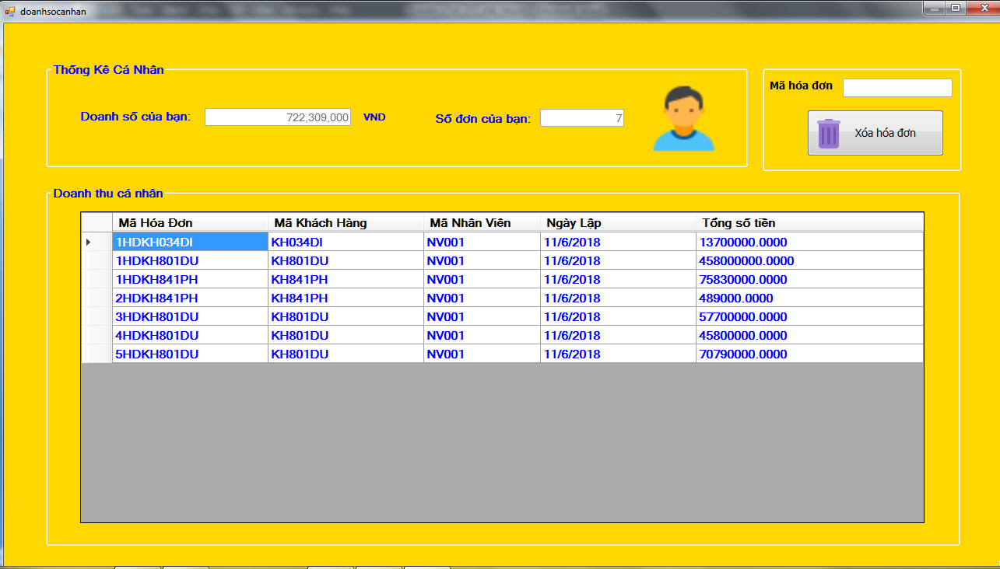 doanhsocanhan
Thống Kê Cá Nhân
Doanh số của bạn: 722,309,000 VND Số đơn của bạn: 7
Mã hóa đơn
Xóa hóa đơn
Doanh thu cá nhân
Mã Hóa Đơn Mã Khách Hàng Mã Nhân Viên Ngày Lập Tổng số tiền
1HDKH034DI KH034DI NV001 11/6/2018 13700000.0000
1HDKH801DU KH801DU NV001 11/6/2018 458000000.0000
1HDKH841PH KH841PH NV001 11/6/2018 75830000.0000
2HDKH841PH KH841PH NV001 11/6/2018 489000.0000
3HDKH801DU KH801DU NV001 11/6/2018 57700000.0000
4HDKH801DU KH801DU NV001 11/6/2018 45800000.0000
5HDKH801DU KH801DU NV001 11/6/2018 70790000.0000